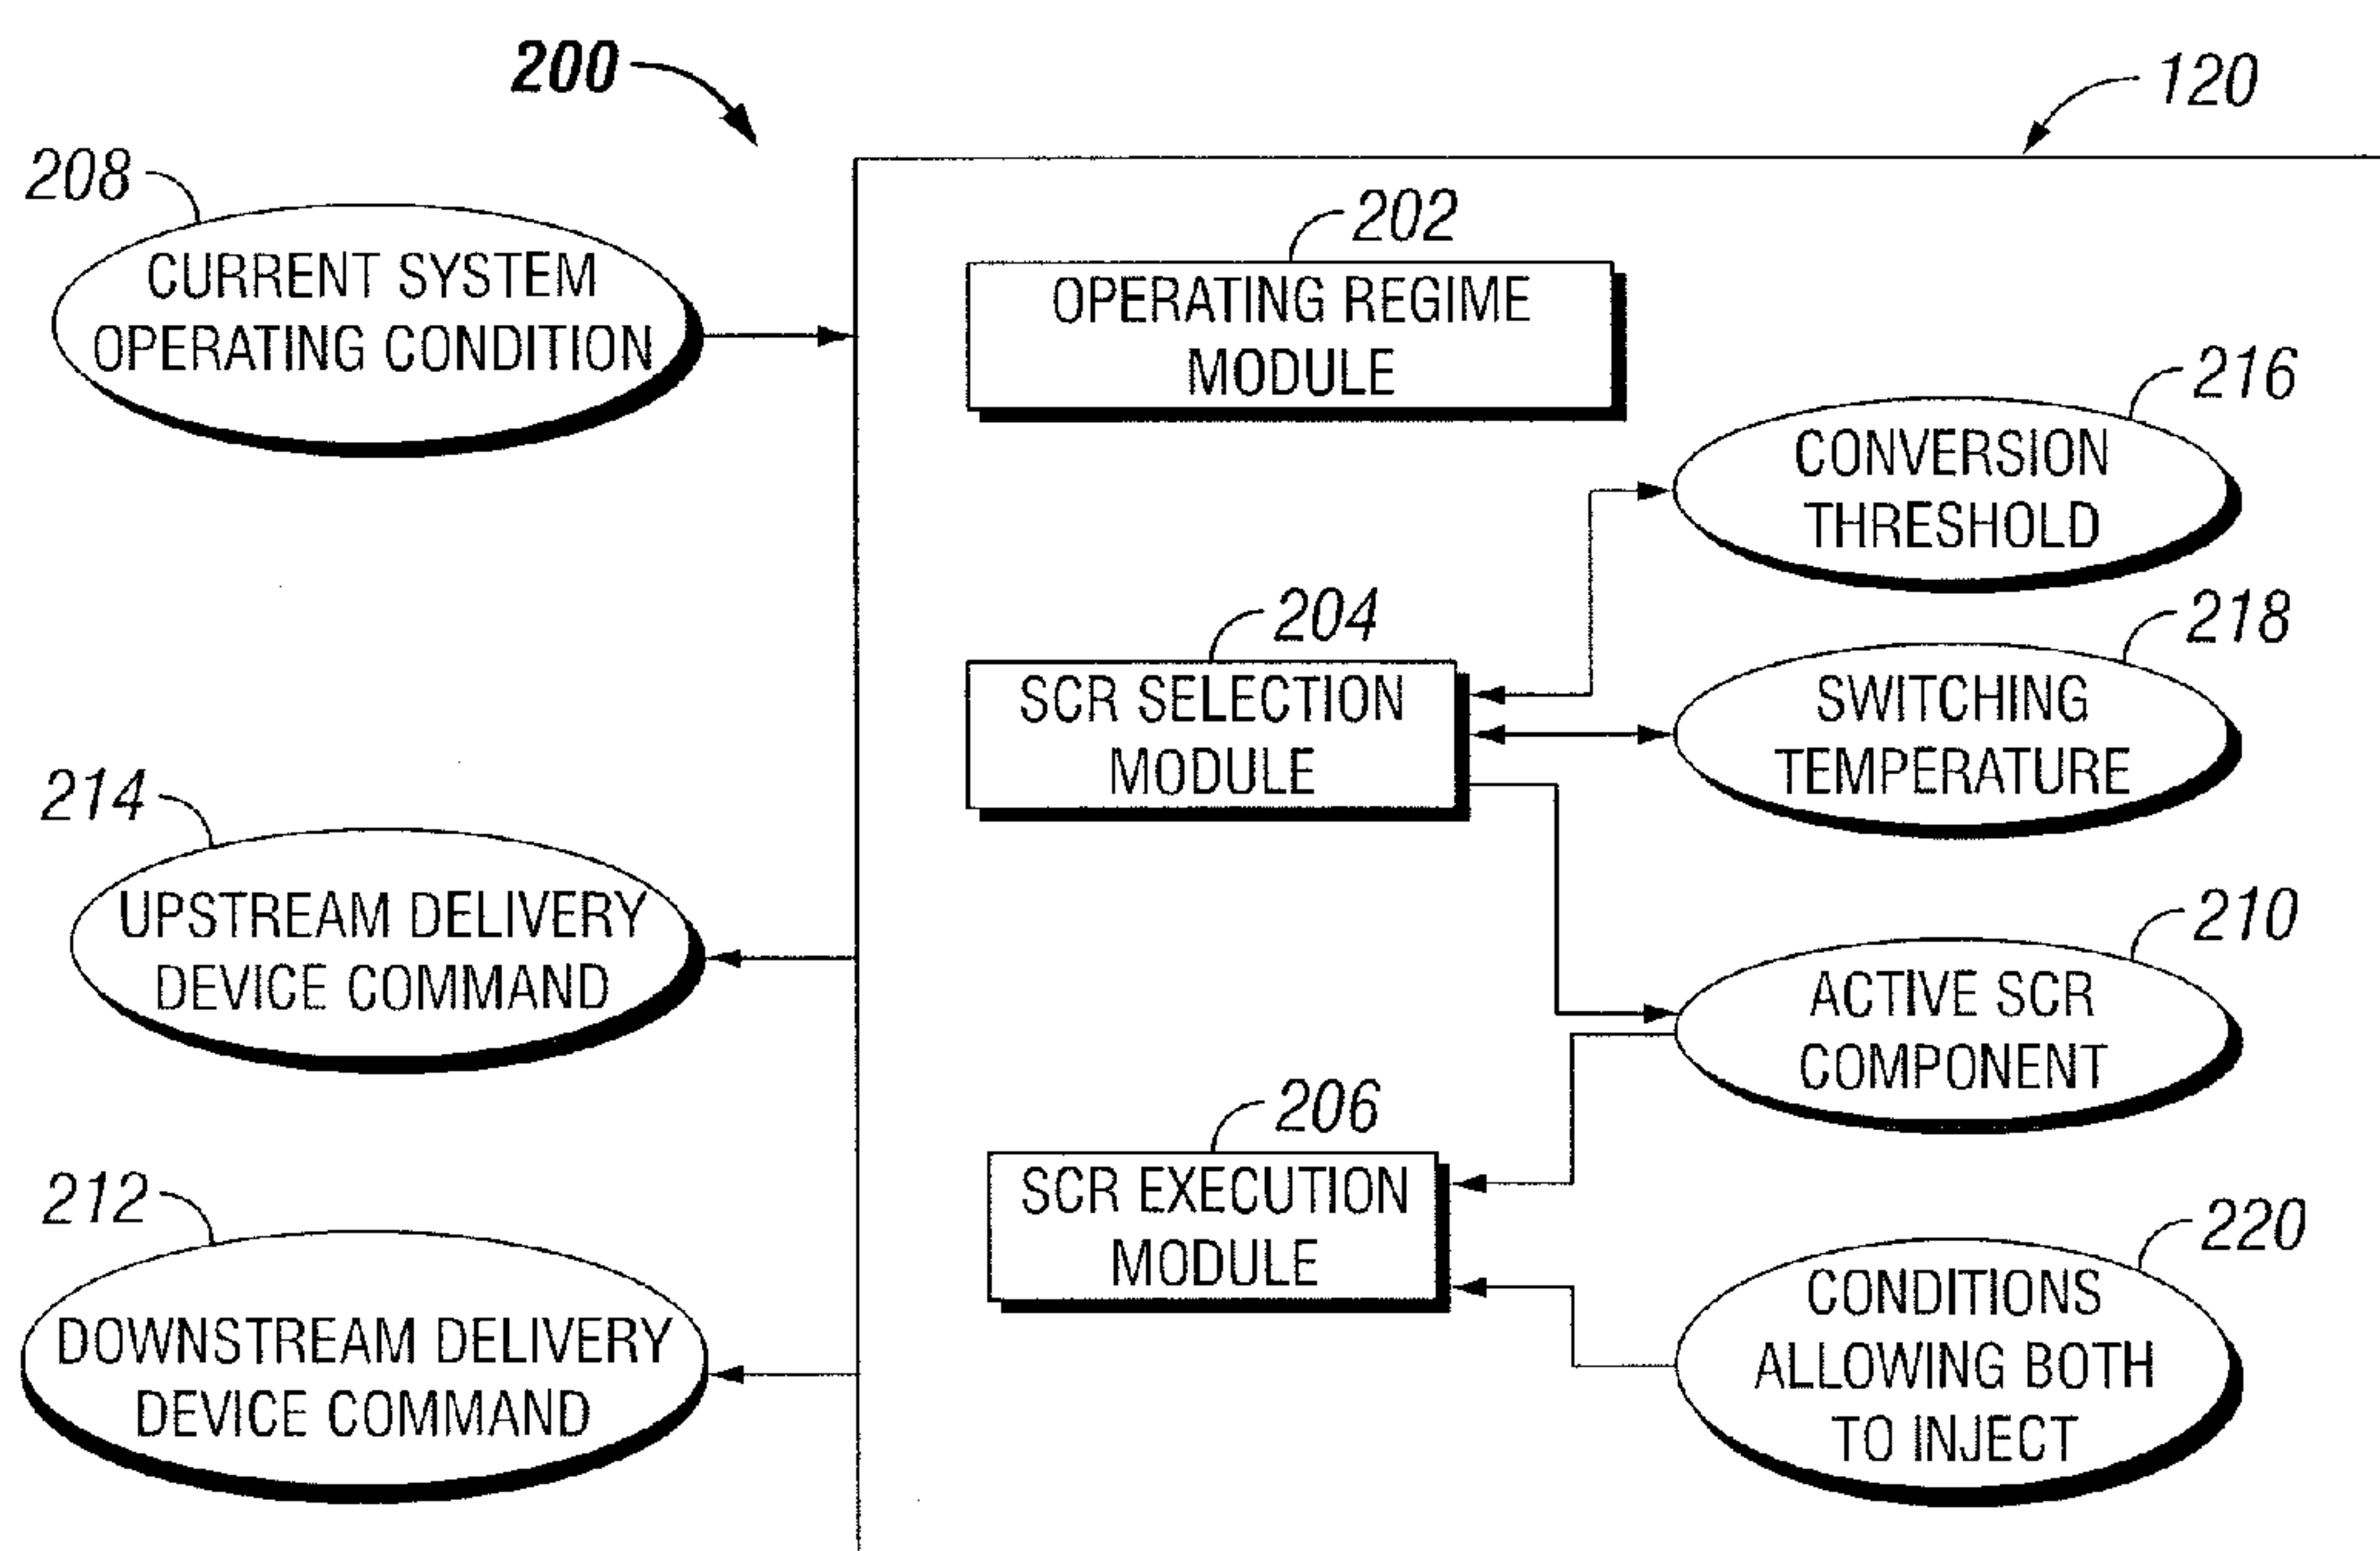 200
120
208
CURRENT SYSTEM
OPERATING CONDITION
202
OPERATING REGIME
MODULE
216
CONVERSION
THRESHOLD
204
SCR SELECTION
MODULE
218
SWITCHING
TEMPERATURE
214
UPSTREAM DELIVERY
DEVICE COMMAND
210
ACTIVE SCR
COMPONENT
206
SCR EXECUTION
MODULE
212
DOWNSTREAM DELIVERY
DEVICE COMMAND
220
CONDITIONS
ALLOWING BOTH
TO INJECT